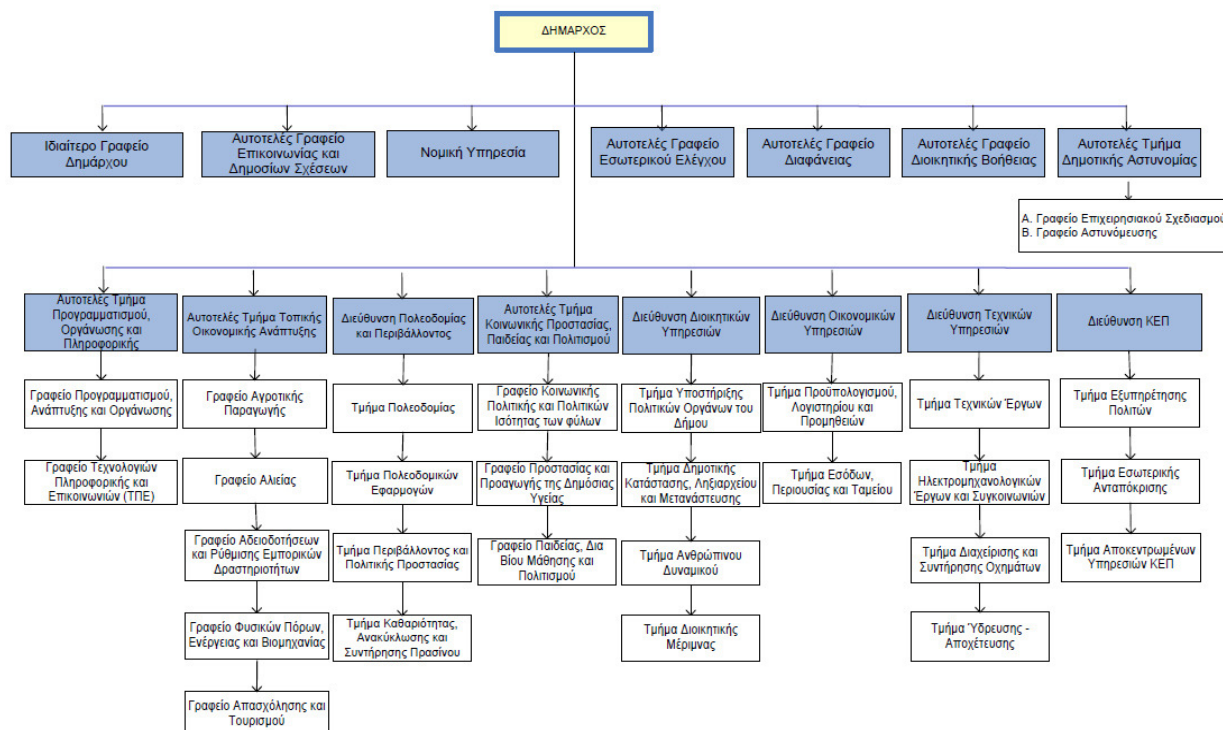 ΔΗΜΑΡΧΟΣ
Ιδιαίτερο Γραφείο
Δημάρχου
Αυτοτελές Γραφείο
Επικοινωνίας και
Δημοσίων Σχέσεων
Νομική Υπηρεσία
Αυτοτελές Γραφείο
Εσωτερικού Ελέγχου
Αυτοτελές Γραφείο
Διαφάνειας
Αυτοτελές Γραφείο
Διοικητικής Βοήθειας
Αυτοτελές Τμήμα
Δημοτικής Αστυνομίας
Α. Γραφείο Επιχειρησιακού Σχεδιασμού
Β. Γραφείο Αστυνόμευσης
Αυτοτελές Τμήμα
Προγραμματισμού,
Οργάνωσης και
Πληροφορικής
Αυτοτελές Τμήμα Τοπικής
Οικονομικής Ανάπτυξης
Διεύθυνση Πολεοδομίας
και Περιβάλλοντος
Αυτοτελές Τμήμα
Κοινωνικής Προστασίας,
Παιδείας και Πολιτισμού
Διεύθυνση Διοικητικών
Υπηρεσιών
Διεύθυνση Οικονομικών
Υπηρεσιών
Διεύθυνση Τεχνικών
Υπηρεσιών
Διεύθυνση ΚΕΠ
Γραφείο Προγραμματισμού,
Ανάπτυξης και Οργάνωσης
Γραφείο Αγροτικής
Παραγωγής
Τμήμα Πολεοδομίας
Γραφείο Κοινωνικής
Πολιτικής και Πολιτικών
Ισότητας των φύλων
Τμήμα Υποστήριξης
Πολιτικών Οργάνων του
Δήμου
Τμήμα Προϋπολογισμού,
Λογιστηρίου και
Προμηθειών
Τμήμα Τεχνικών Έργων
Τμήμα Εξυπηρέτησης
Πολιτών
Γραφείο Τεχνολογιών
Πληροφορικής και
Επικοινωνιών (ΤΠΕ)
Γραφείο Αλιείας
Τμήμα Πολεοδομικών
Εφαρμογών
Γραφείο Προστασίας και
Προαγωγής της Δημόσιας
Υγείας
Τμήμα Δημοτικής
Κατάστασης, Ληξιαρχείου
και Μετανάστευσης
Τμήμα Εσόδων,
Περιουσίας και Ταμείου
Τμήμα
Ηλεκτρομηχανολογικών
Έργων και Συγκοινωνιών
Τμήμα Εσωτερικής
Ανταπόκρισης
Γραφείο Αδειοδοτήσεων
και Ρύθμισης Εμπορικών
Δραστηριοτήτων
Τμήμα Περιβάλλοντος και
Πολιτικής Προστασίας
Γραφείο Παιδείας, Δια
Βίου Μάθησης και
Πολιτισμού
Τμήμα Ανθρώπινου
Δυναμικού
Τμήμα Διαχείρισης και
Συντήρησης Οχημάτων
Τμήμα Αποκεντρωμένων
Υπηρεσιών ΚΕΠ
Γραφείο Φυσικών Πόρων,
Ενέργειας και Βιομηχανίας
Τμήμα Καθαριότητας,
Ανακύκλωσης και
Συντήρησης Πρασίνου
Τμήμα Διοικητικής
Μέριμνας
Τμήμα Ύδρευσης -
Αποχέτευσης
Γραφείο Απασχόλησης και
Τουρισμού